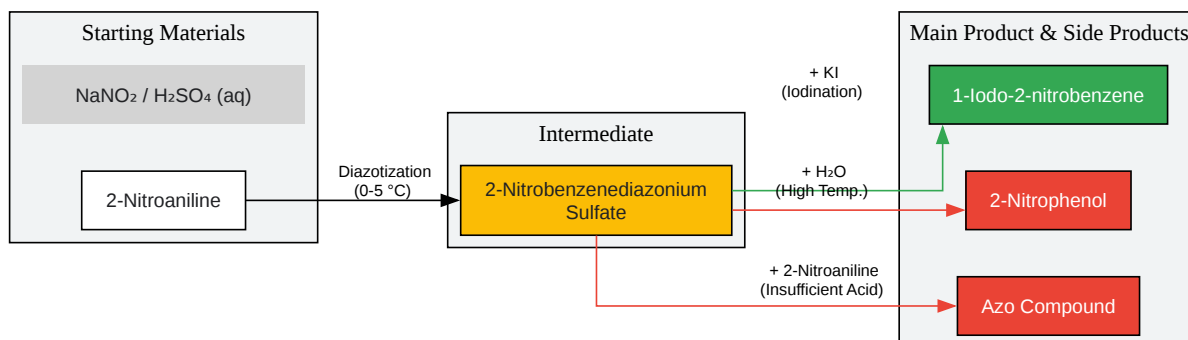 Starting Materials
NaNO₂ / H₂SO₄ (aq)
2-Nitroaniline
Diazotization
(0-5 °C)
Intermediate
2-Nitrobenzenediazonium
Sulfate
+ KI
(Iodination)
+ H₂O
(High Temp.)
+ 2-Nitroaniline
(Insufficient Acid)
Main Product & Side Products
1-Iodo-2-nitrobenzene
2-Nitrophenol
Azo Compound